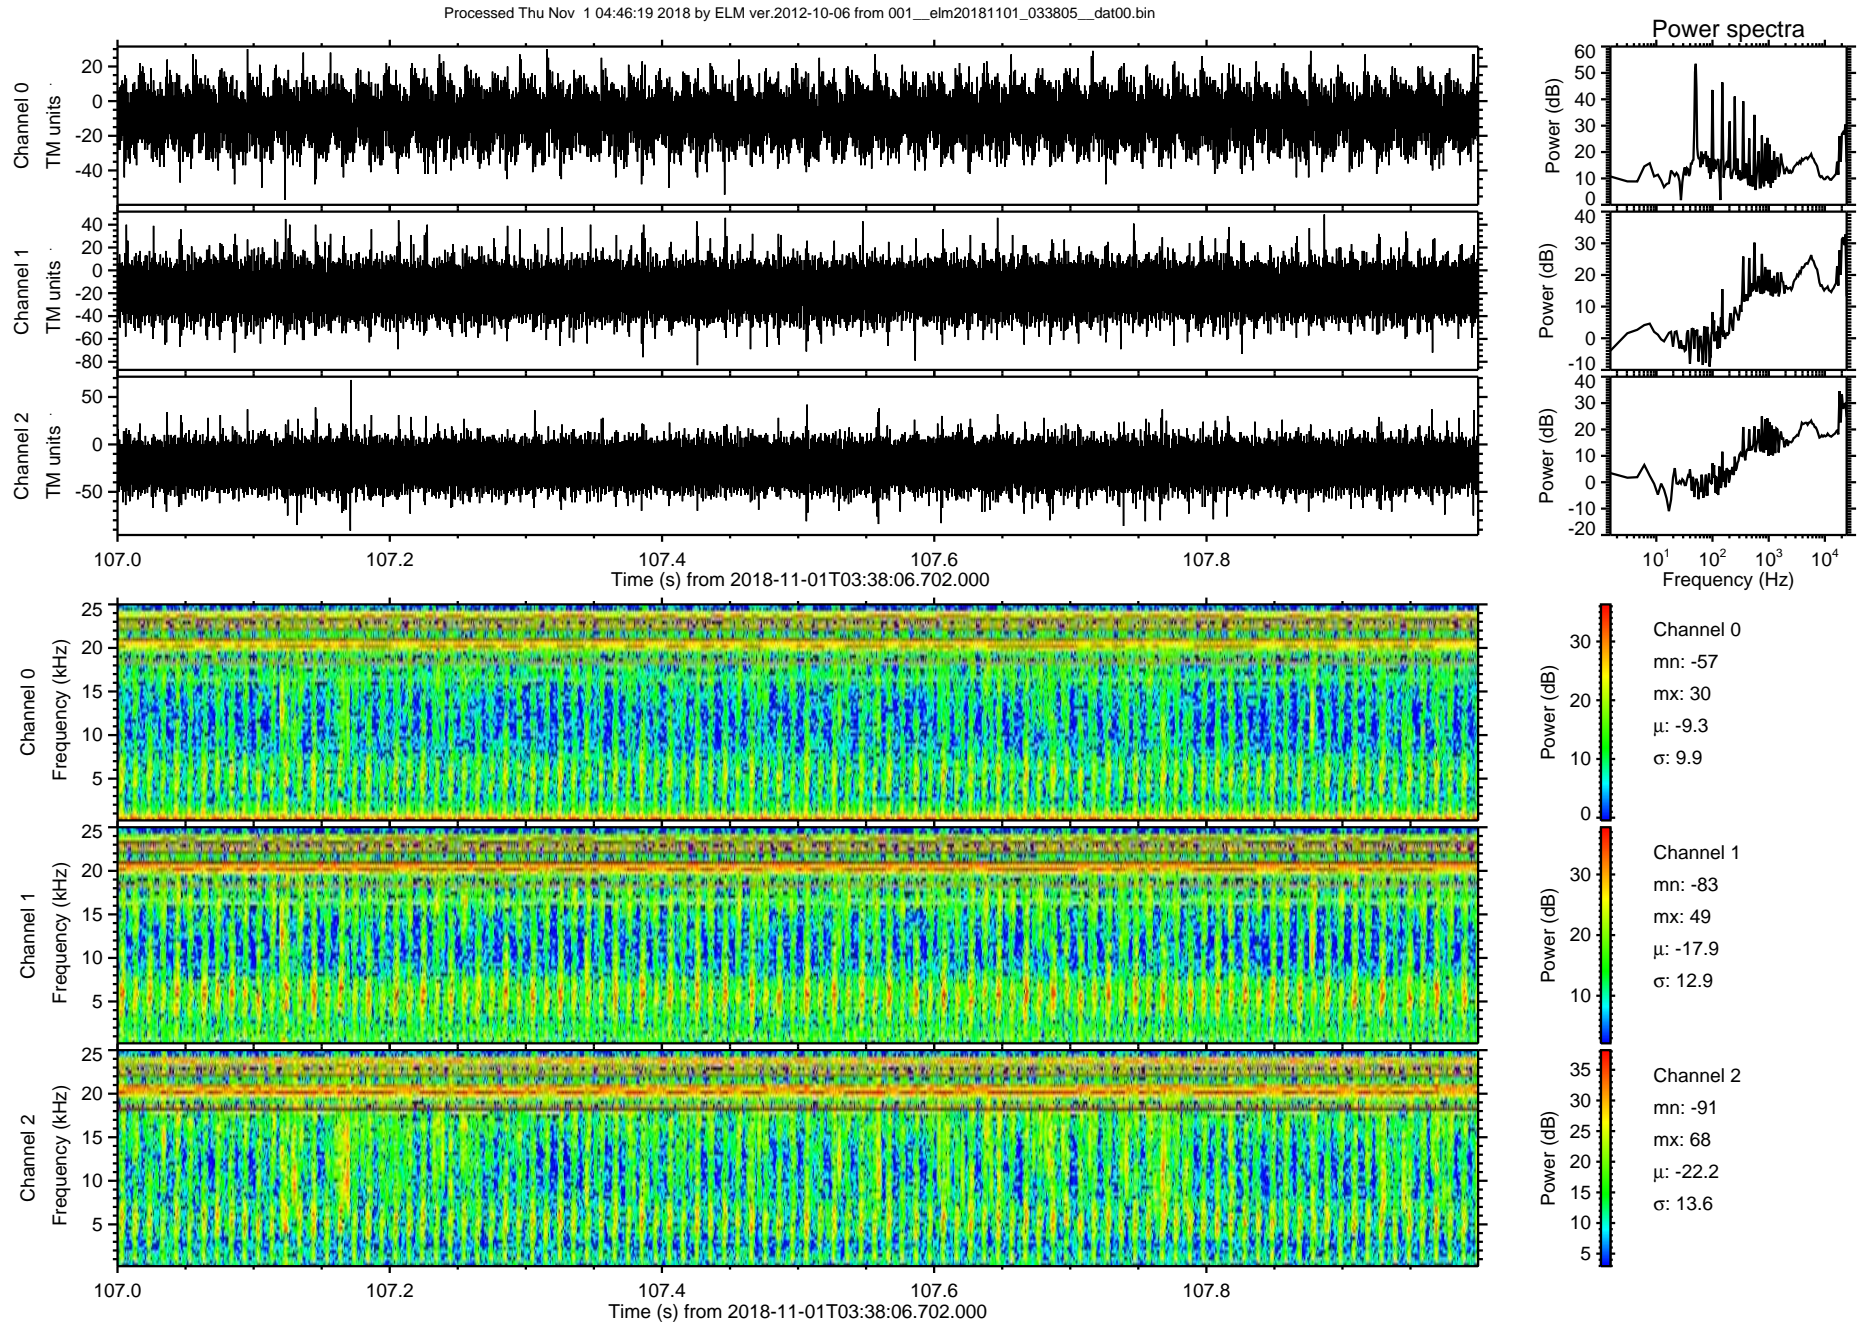 Processed Thu Nov  1 04:46:19 2018 by ELM ver.2012-10-06 from 001__elm20181101_033805__dat00.bin
Power spectra
Channel 0
TM units
20
0
-20
-40
Power (dB)
60
50
40
30
20
10
0
Channel 1
TM units
40
20
0
-20
-40
-60
-80
Power (dB)
40
30
20
10
0
-10
Channel 2
TM units
50
0
-50
Power (dB)
40
30
20
10
0
-10
-20
107.0 107.2 107.4 107.6 107.8
Time (s) from 2018-11-01T03:38:06.702.000
10^1 10^2 10^3 10^4
Frequency (Hz)
Channel 0
Frequency (kHz)
25
20
15
10
5
Power (dB)
30
20
10
0
Channel 0
mn: -57
mx: 30
μ: -9.3
σ: 9.9
Channel 1
Frequency (kHz)
25
20
15
10
5
Power (dB)
30
20
10
Channel 1
mn: -83
mx: 49
μ: -17.9
σ: 12.9
Channel 2
Frequency (kHz)
25
20
15
10
5
Power (dB)
35
30
25
20
15
10
5
Channel 2
mn: -91
mx: 68
μ: -22.2
σ: 13.6
107.0 107.2 107.4 107.6 107.8
Time (s) from 2018-11-01T03:38:06.702.000